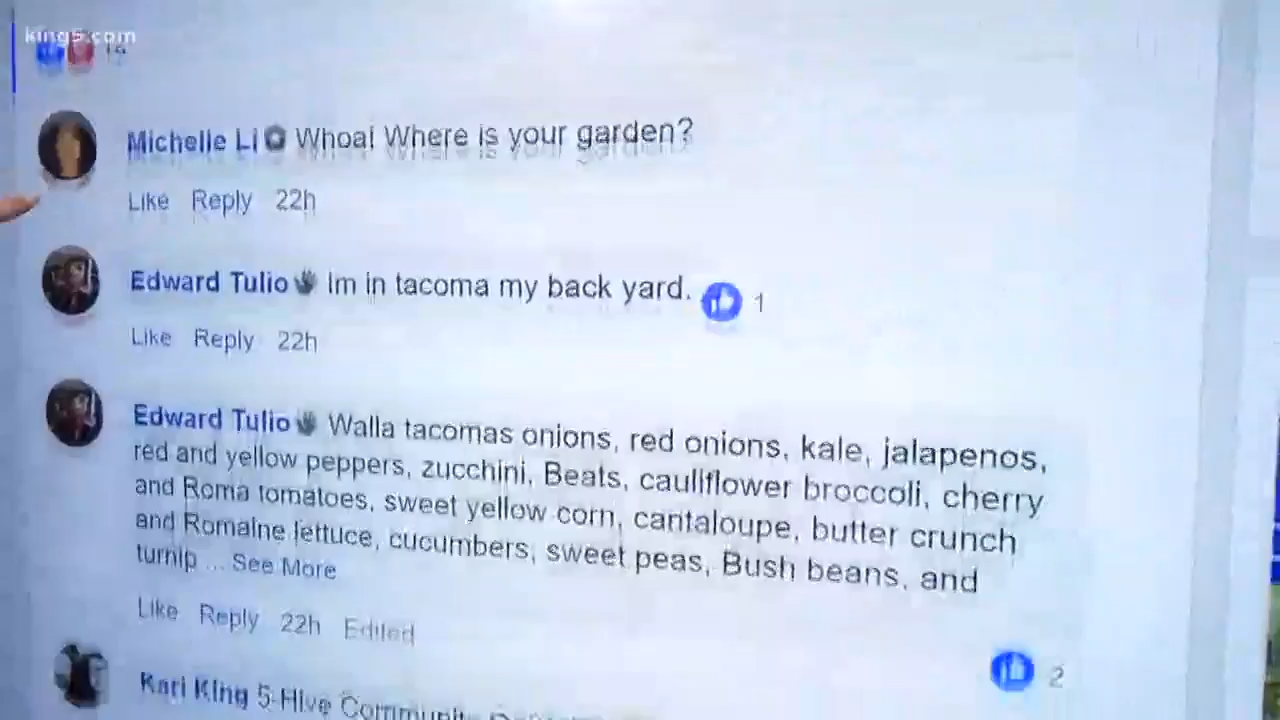 king5.com
Michelle Li Whoa! Where is your garden?
Like Reply 22h
Edward Tulio Im in tacoma my back yard. 1
Like Reply 22h
Edward Tulio Walla tacomas onions, red onions, kale, jalapenos,
red and yellow peppers, zucchini, Beats, cauliflower broccoli, cherry
and Roma tomatoes, sweet yellow corn, cantaloupe, butter crunch
and Romaine lettuce, cucumbers, sweet peas, Bush beans, and
turnip ... See More
Like Reply 22h Edited
2
Kari King 5-Hive Community